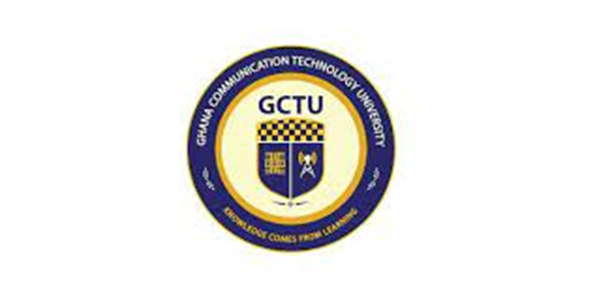 GHANA COMMUNICATION TECHNOLOGY UNIVERSITY
GCTU
KNOWLEDGE COMES FROM LEARNING